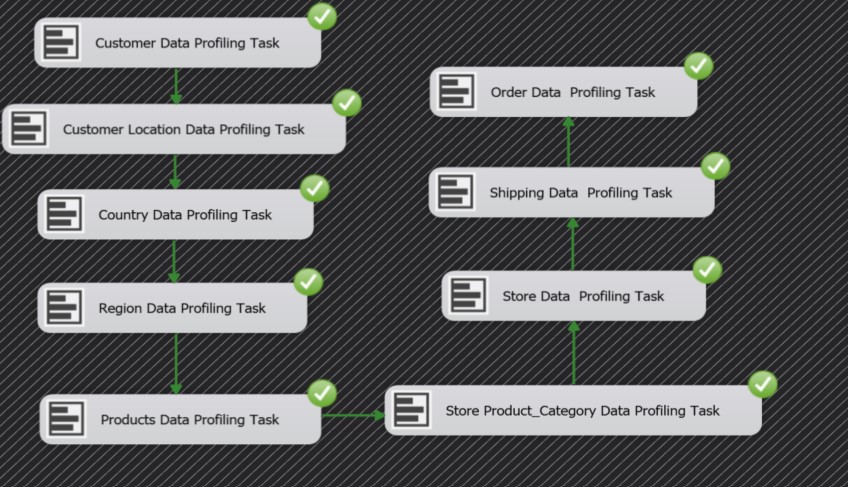 Customer Data Profiling Task
Customer Location Data Profiling Task
Country Data Profiling Task
Region Data Profiling Task
Products Data Profiling Task
Store Product_Category Data Profiling Task
Store Data  Profiling Task
Shipping Data  Profiling Task
Order Data  Profiling Task